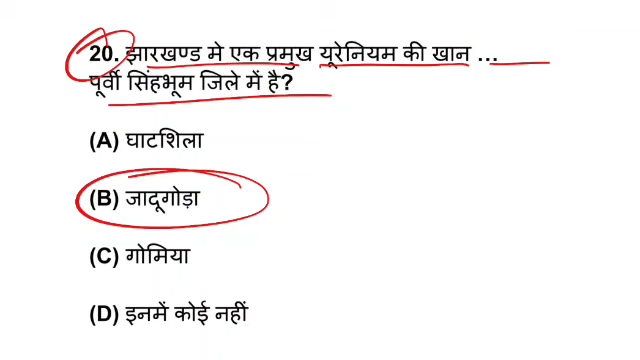 20. झारखण्ड मे एक प्रमुख यूरेनियम की खान ...
पूर्वी सिंहभूम जिले में है?
(A) घाटशिला
(B) जादूगोड़ा
(C) गोमिया
(D) इनमें कोई नहीं